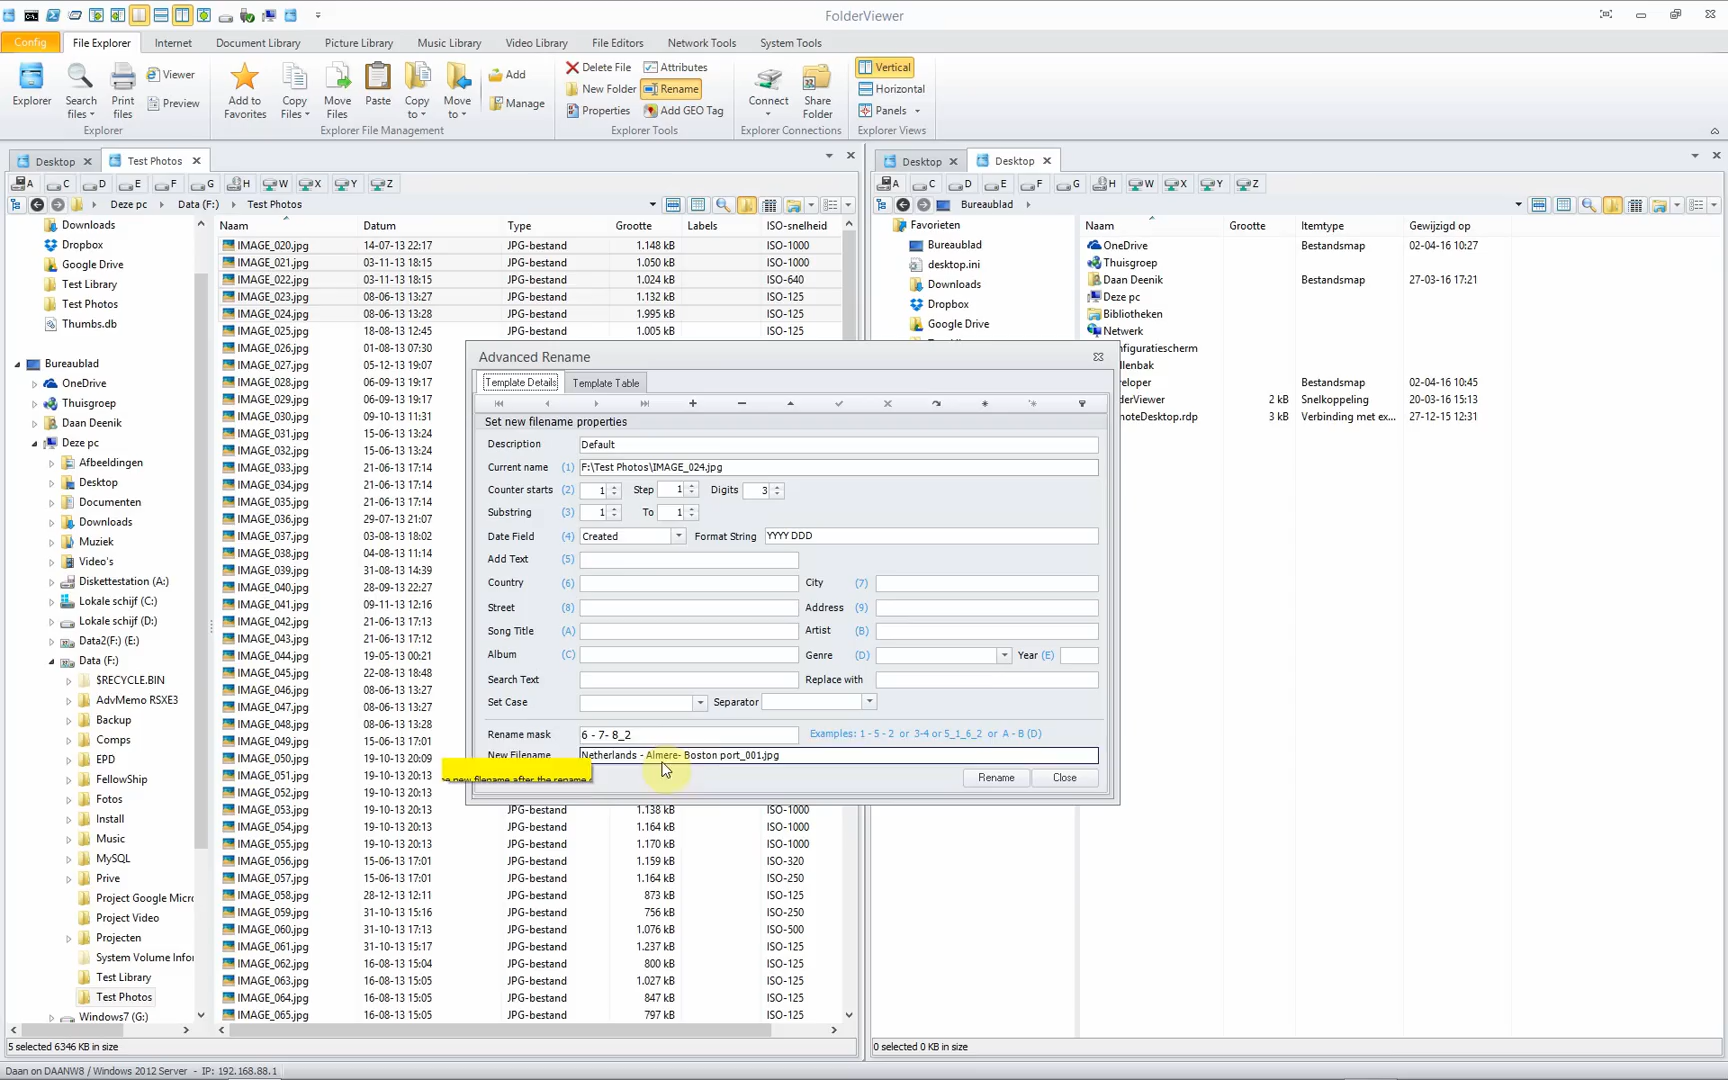 FolderViewer
Config File Explorer Internet Document Library Picture Library Music Library Video Library File Editors Network Tools System Tools
Explorer
Search files
Print files
Viewer
Preview
Explorer
Add to Favorites
Copy Files
Move Files
Paste
Copy to
Move to
Add
Manage
Explorer File Management
Delete File Attributes
New Folder Rename
Properties Add GEO Tag
Explorer Tools
Connect
Share Folder
Explorer Connections
Vertical
Horizontal
Panels
Explorer Views
Desktop Test Photos
A C D E F G H W X Y Z
Deze pc Data (F:) Test Photos
Downloads
Dropbox
Google Drive
Test Library
Test Photos
Thumbs.db
Bureaublad
OneDrive
Thuisgroep
Daan Deenik
Deze pc
Afbeeldingen
Desktop
Documenten
Downloads
Muziek
Video's
Diskettestation (A:)
Lokale schijf (C:)
Lokale schijf (D:)
Data2(F:) (E:)
Data (F:)
$RECYCLE.BIN
AdvMemo RSXE3
Backup
Comps
EPD
FellowShip
Fotos
Install
Music
MySQL
Prive
Project Google Micro
Project Video
Projecten
System Volume Infor
Test Library
Test Photos
Windows7 (G:)
Naam Datum Type Grootte Labels ISO-snelheid
IMAGE_020.jpg 14-07-13 22:17 JPG-bestand 1.148 kB ISO-1000
IMAGE_021.jpg 03-11-13 18:15 JPG-bestand 1.050 kB ISO-1000
IMAGE_022.jpg 03-11-13 18:15 JPG-bestand 1.024 kB ISO-640
IMAGE_023.jpg 08-06-13 13:27 JPG-bestand 1.132 kB ISO-125
IMAGE_024.jpg 08-06-13 13:28 JPG-bestand 1.995 kB ISO-125
IMAGE_025.jpg 18-08-13 12:45 JPG-bestand 1.005 kB ISO-125
IMAGE_026.jpg 01-08-13 07:30
IMAGE_027.jpg 05-12-13 19:07
IMAGE_028.jpg 06-09-13 19:17
IMAGE_029.jpg 06-09-13 19:17
IMAGE_030.jpg 09-10-13 11:31
IMAGE_031.jpg 15-06-13 13:24
IMAGE_032.jpg 15-06-13 13:24
IMAGE_033.jpg 21-06-13 17:14
IMAGE_034.jpg 21-06-13 17:14
IMAGE_035.jpg 21-06-13 17:14
IMAGE_036.jpg 29-07-13 21:07
IMAGE_037.jpg 03-08-13 18:02
IMAGE_038.jpg 04-08-13 11:14
IMAGE_039.jpg 31-08-13 14:39
IMAGE_040.jpg 28-09-13 22:27
IMAGE_041.jpg 09-11-13 12:16
IMAGE_042.jpg 21-06-13 17:13
IMAGE_043.jpg 21-06-13 17:12
IMAGE_044.jpg 19-05-13 00:21
IMAGE_045.jpg 22-08-13 18:48
IMAGE_046.jpg 08-06-13 13:27
IMAGE_047.jpg 08-06-13 13:27
IMAGE_048.jpg 08-06-13 13:28
IMAGE_049.jpg 15-06-13 17:03
IMAGE_050.jpg 19-10-13 20:09
IMAGE_051.jpg 19-10-13 20:12
IMAGE_052.jpg 19-10-13 20:13
IMAGE_053.jpg 19-10-13 20:13 JPG-bestand 1.138 kB ISO-1000
IMAGE_054.jpg 19-10-13 20:13 JPG-bestand 1.164 kB ISO-1000
IMAGE_055.jpg 19-10-13 20:13 JPG-bestand 1.170 kB ISO-1000
IMAGE_056.jpg 15-06-13 17:01 JPG-bestand 1.159 kB ISO-320
IMAGE_057.jpg 15-06-13 17:01 JPG-bestand 1.164 kB ISO-250
IMAGE_058.jpg 28-12-13 12:11 JPG-bestand 873 kB ISO-125
IMAGE_059.jpg 31-10-13 15:16 JPG-bestand 756 kB ISO-250
IMAGE_060.jpg 31-10-13 17:13 JPG-bestand 1.076 kB ISO-500
IMAGE_061.jpg 31-10-13 15:17 JPG-bestand 1.237 kB ISO-125
IMAGE_062.jpg 16-08-13 15:04 JPG-bestand 800 kB ISO-125
IMAGE_063.jpg 16-08-13 15:05 JPG-bestand 1.027 kB ISO-125
IMAGE_064.jpg 16-08-13 15:05 JPG-bestand 847 kB ISO-125
IMAGE_065.jpg 16-08-13 15:05 JPG-bestand 797 kB ISO-125
5 selected 6346 KB in size
Advanced Rename
Template Details Template Table
Set new filename properties
Description Default
Current name (1) F:\Test Photos\IMAGE_024.jpg
Counter starts (2) 1 Step 1 Digits 3
Substring (3) 1 To 1
Date Field (4) Created Format String YYYY DDD
Add Text (5)
Country (6) City (7)
Street (8) Address (9)
Song Title (A) Artist (B)
Album (C) Genre (D) Year (E)
Search Text Replace with
Set Case Separator
Rename mask 6 - 7- 8_2 Examples: 1 - 5 - 2 or 3-4 or 5_1_6_2 or A - B (D)
New Filename Netherlands - Almere- Boston port_001.jpg
new filename after the rename
Rename Close
Desktop Desktop
A C D E F G H W X Y Z
Bureaublad
Favorieten
Bureaublad
desktop.ini
Downloads
Dropbox
Google Drive
Naam Grootte Itemtype Gewijzigd op
OneDrive Bestandsmap 02-04-16 10:27
Thuisgroep
Daan Deenik Bestandsmap 27-03-16 17:21
Deze pc
Bibliotheken
Netwerk
nfiguratiescherm
llenbak
veloper Bestandsmap 02-04-16 10:45
lderViewer 2 kB Snelkoppeling 20-03-16 15:13
moteDesktop.rdp 3 kB Verbinding met ex... 27-12-15 12:31
0 selected 0 KB in size
Daan on DAANW8 / Windows 2012 Server - IP: 192.168.88.1